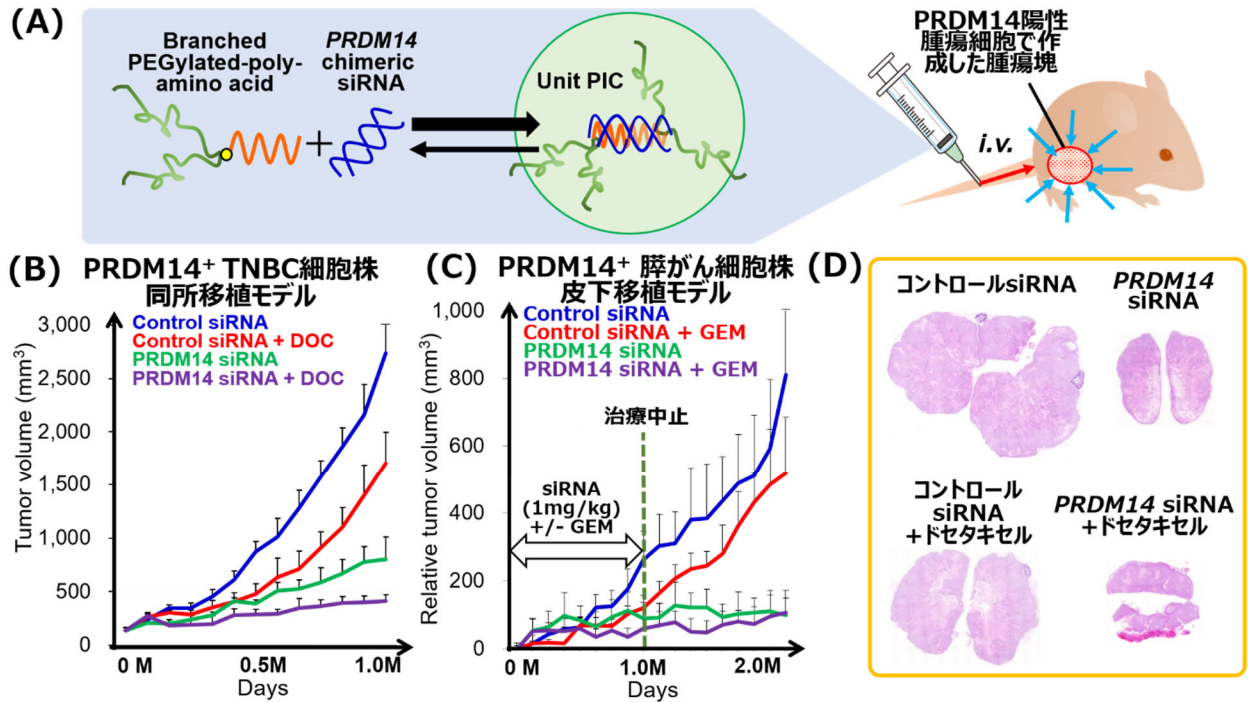 (A)
Branched
PEGylated-poly-
amino acid
PRDM14
chimeric
siRNA
+
Unit PIC
PRDM14陽性
腫瘍細胞で作
成した腫瘍塊
i.v.
(B)
PRDM14⁺ TNBC細胞株
同所移植モデル
Control siRNA
Control siRNA + DOC
PRDM14 siRNA
PRDM14 siRNA + DOC
Tumor volume (mm³)
3,000
2,500
2,000
1,500
1,000
500
0
0 M
0.5M
1.0M
Days
(C)
PRDM14⁺ 膵がん細胞株
皮下移植モデル
Control siRNA
Control siRNA + GEM
PRDM14 siRNA
PRDM14 siRNA + GEM
治療中止
siRNA
(1mg/kg)
+/- GEM
Relative tumor volume (mm³)
1,000
800
600
400
200
0
0 M
1.0M
2.0M
Days
(D)
コントロールsiRNA
PRDM14
siRNA
コントロール
siRNA
+ドセタキセル
PRDM14 siRNA
+ドセタキセル